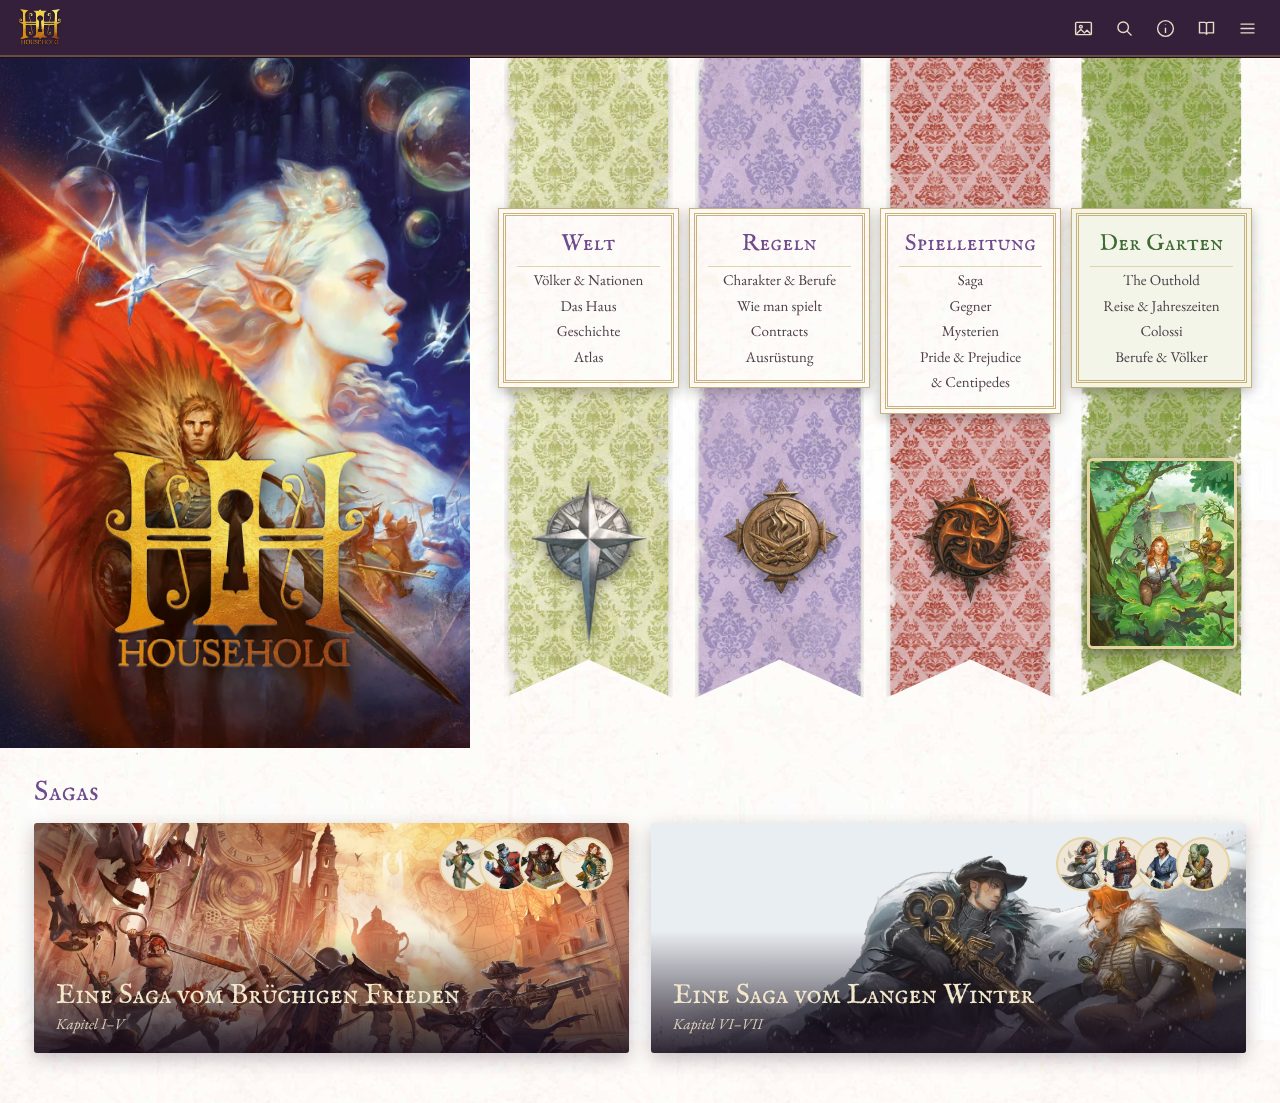 HOUSEHOLD
HOUSEHOLD
Welt
Völker & Nationen
Das Haus
Geschichte
Atlas
Regeln
Charakter & Berufe
Wie man spielt
Contracts
Ausrüstung
Spielleitung
Saga
Gegner
Mysterien
Pride & Prejudice
& Centipedes
Der Garten
The Outhold
Reise & Jahreszeiten
Colossi
Berufe & Völker
Sagas
Eine Saga vom Brüchigen Frieden
Kapitel I–V
Eine Saga vom Langen Winter
Kapitel VI–VII